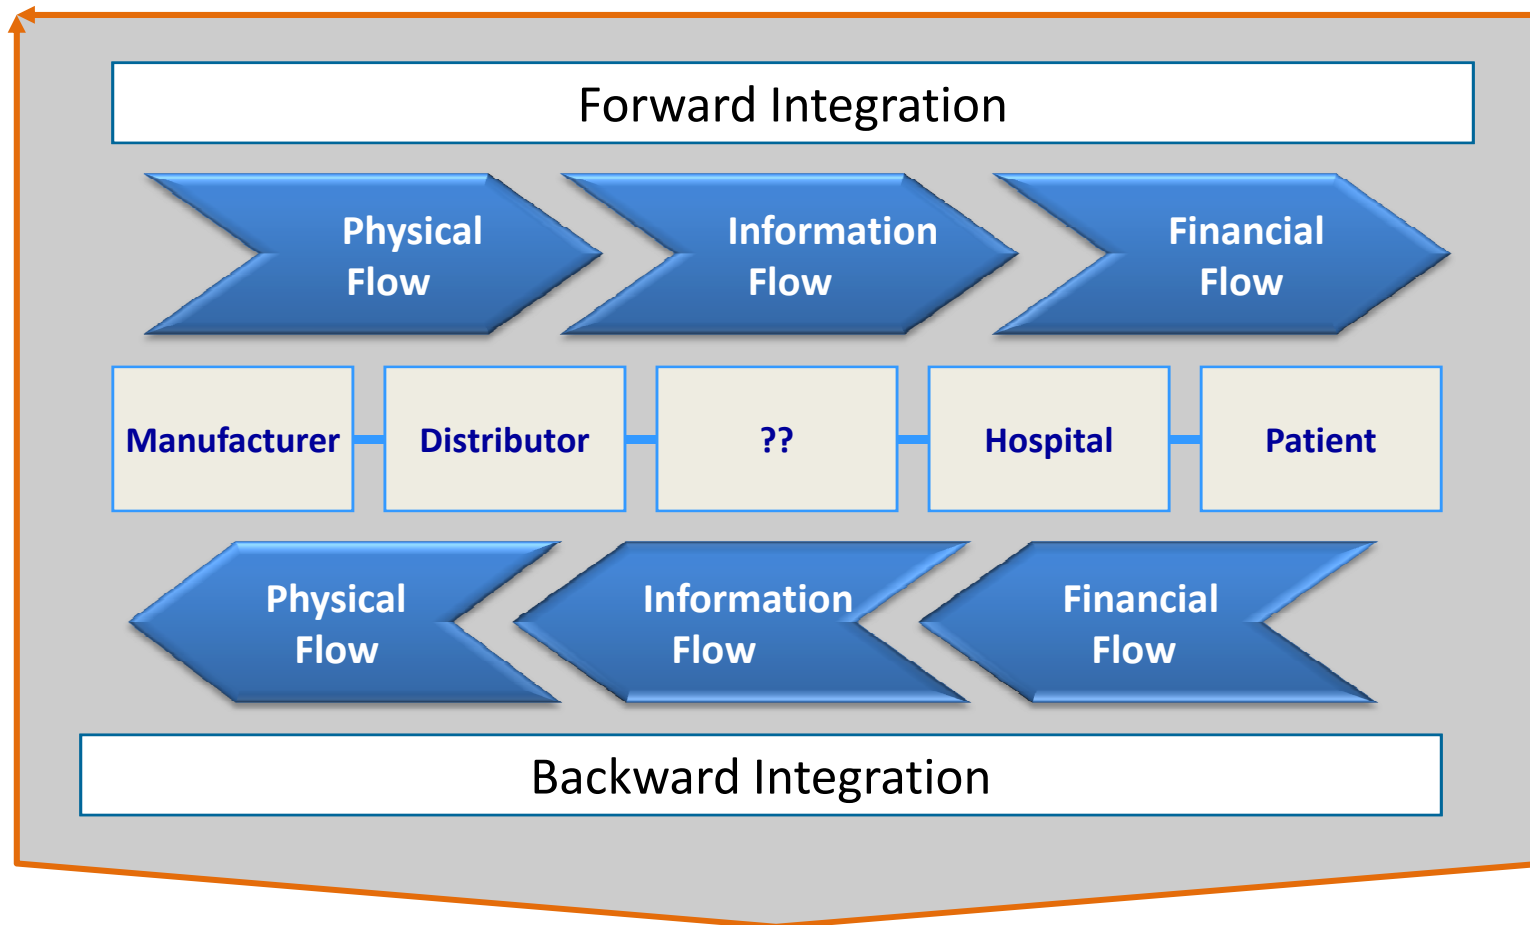 Forward Integration
Physical
Flow
Information
Flow
Financial
Flow
Manufacturer
Distributor
??
Hospital
Patient
Physical
Flow
Information
Flow
Financial
Flow
Backward Integration